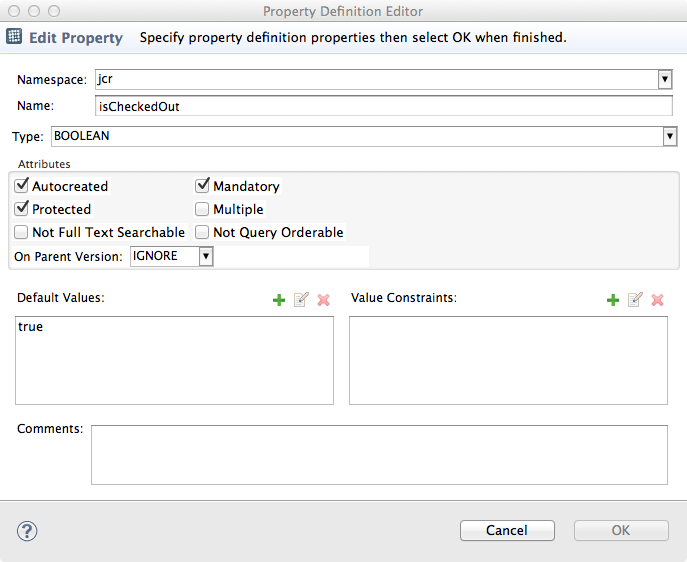 Property Definition Editor
Edit Property Specify property definition properties then select OK when finished.
Namespace: jcr
Name: isCheckedOut
Type: BOOLEAN
Attributes
Autocreated Mandatory
Protected Multiple
Not Full Text Searchable Not Query Orderable
On Parent Version: IGNORE
Default Values: Value Constraints:
true
Comments:
? Cancel OK